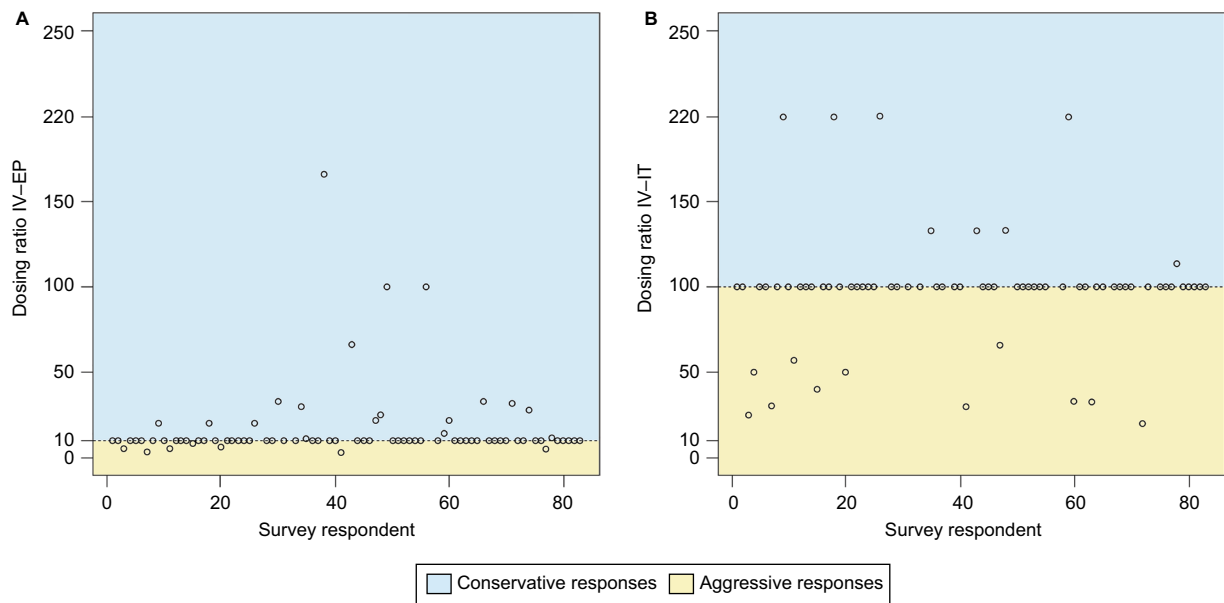 A
250
220
150
100
50
10
0
Dosing ratio IV–EP
0 20 40 60 80
Survey respondent
B
250
220
150
100
50
10
0
Dosing ratio IV–IT
0 20 40 60 80
Survey respondent
Conservative responses Aggressive responses